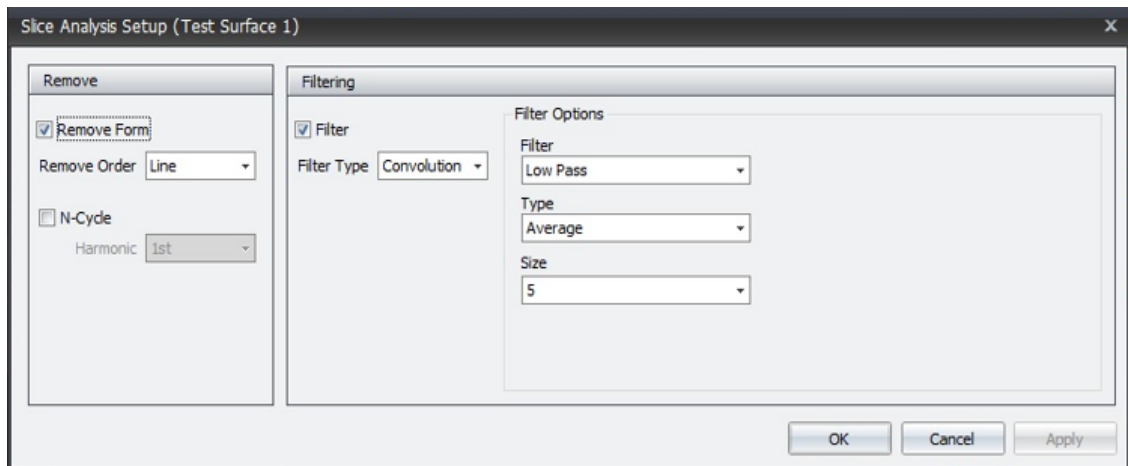 Slice Analysis Setup (Test Surface 1)
x
Remove
Remove Form
Remove Order Line
N-Cycle
Harmonic 1st
Filtering
Filter
Filter Type Convolution
Filter Options
Filter
Low Pass
Type
Average
Size
5
OK Cancel Apply